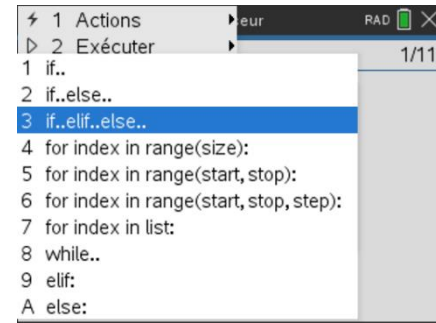 1 Actions
eur RAD
2 Exécuter
1/11
1 if..
2 if..else..
3 if..elif..else..
4 for index in range(size):
5 for index in range(start,stop):
6 for index in range(start,stop,step):
7 for index in list:
8 while..
9 elif:
A else: